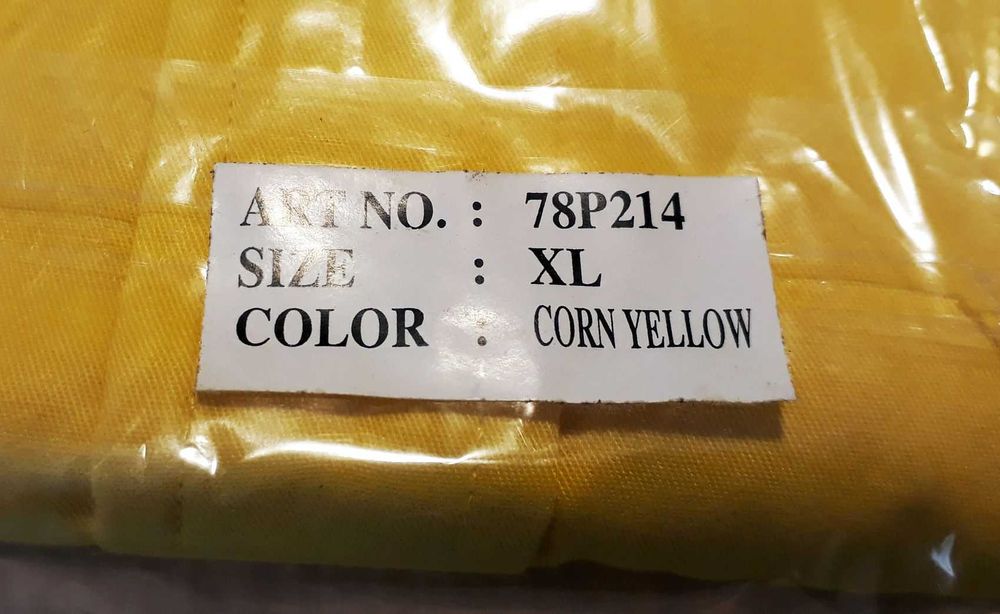 ART NO. : 78P214
SIZE : XL
COLOR : CORN YELLOW